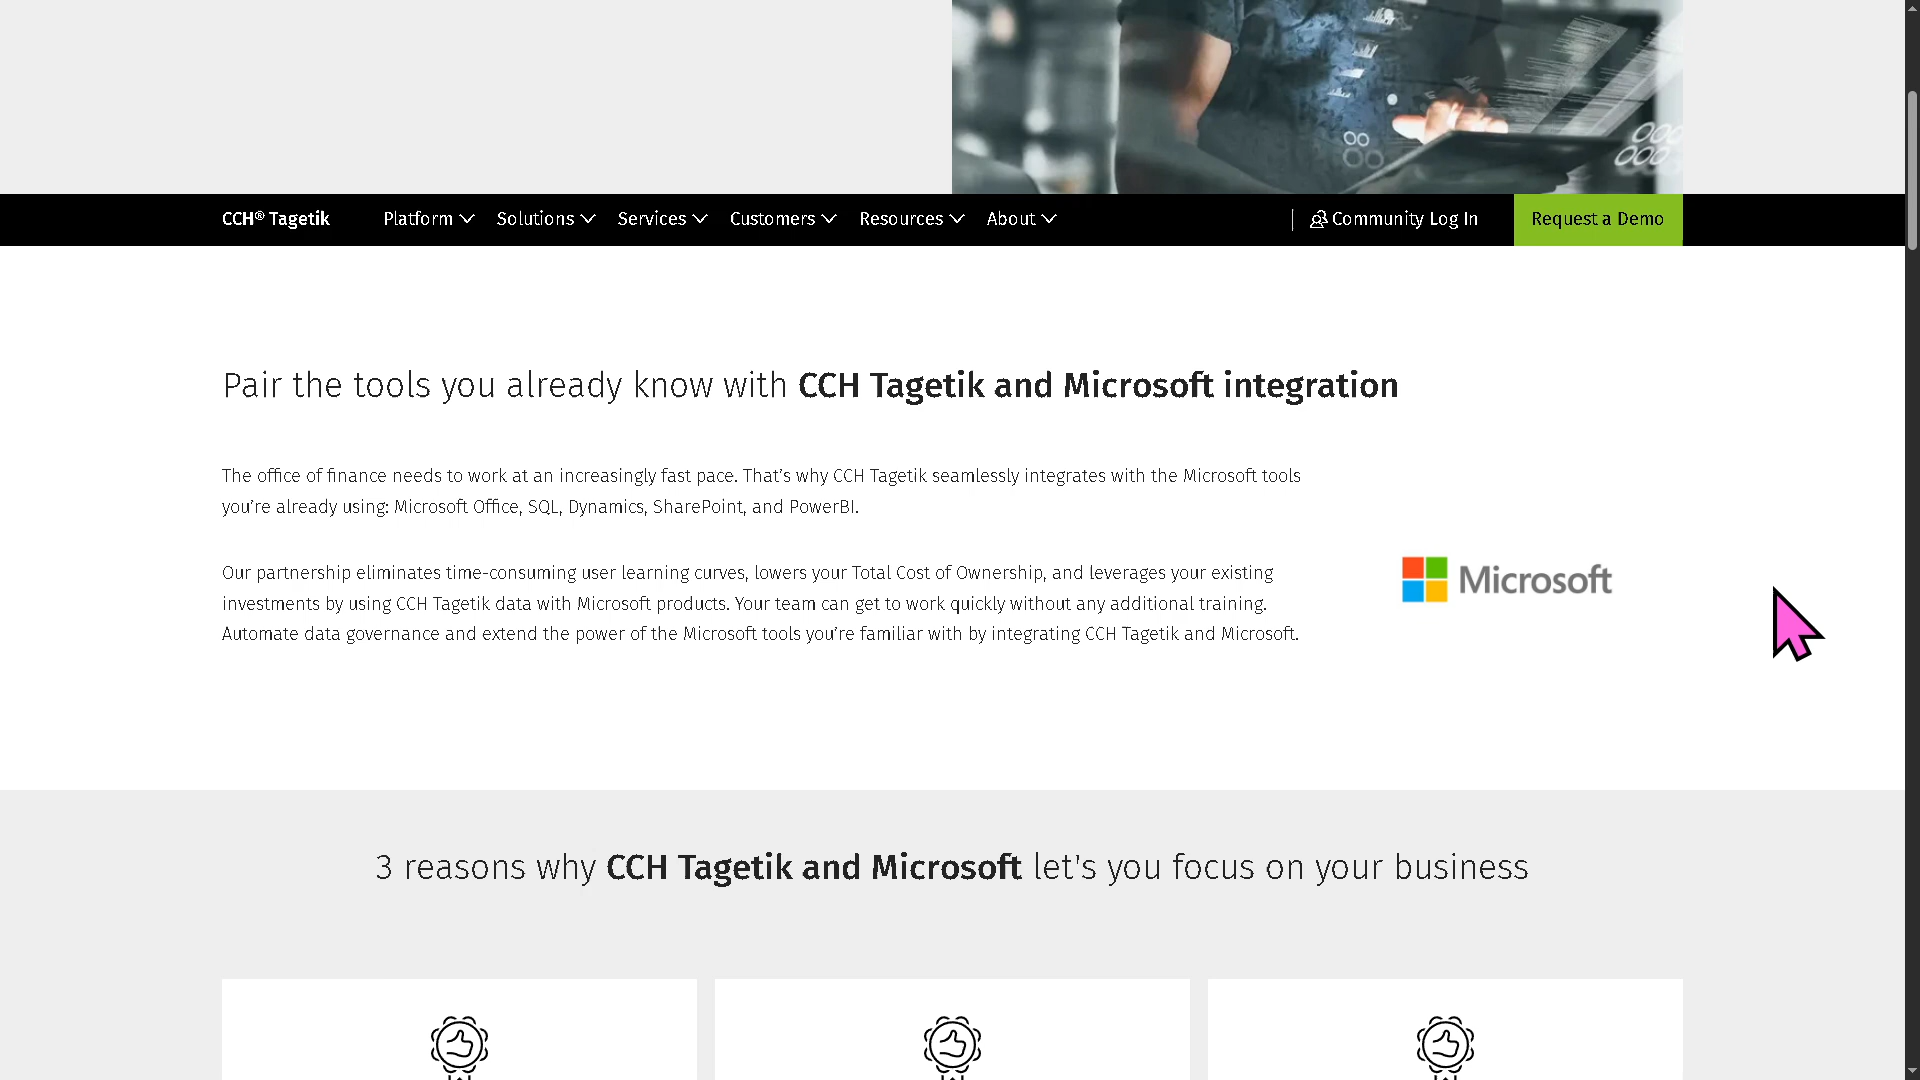 CCH® Tagetik Platform Solutions Services Customers Resources About Community Log In Request a Demo
Pair the tools you already know with CCH Tagetik and Microsoft integration
The office of finance needs to work at an increasingly fast pace. That’s why CCH Tagetik seamlessly integrates with the Microsoft tools
you’re already using: Microsoft Office, SQL, Dynamics, SharePoint, and PowerBI.
Our partnership eliminates time-consuming user learning curves, lowers your Total Cost of Ownership, and leverages your existing
investments by using CCH Tagetik data with Microsoft products. Your team can get to work quickly without any additional training.
Automate data governance and extend the power of the Microsoft tools you’re familiar with by integrating CCH Tagetik and Microsoft.
Microsoft
3 reasons why CCH Tagetik and Microsoft let's you focus on your business